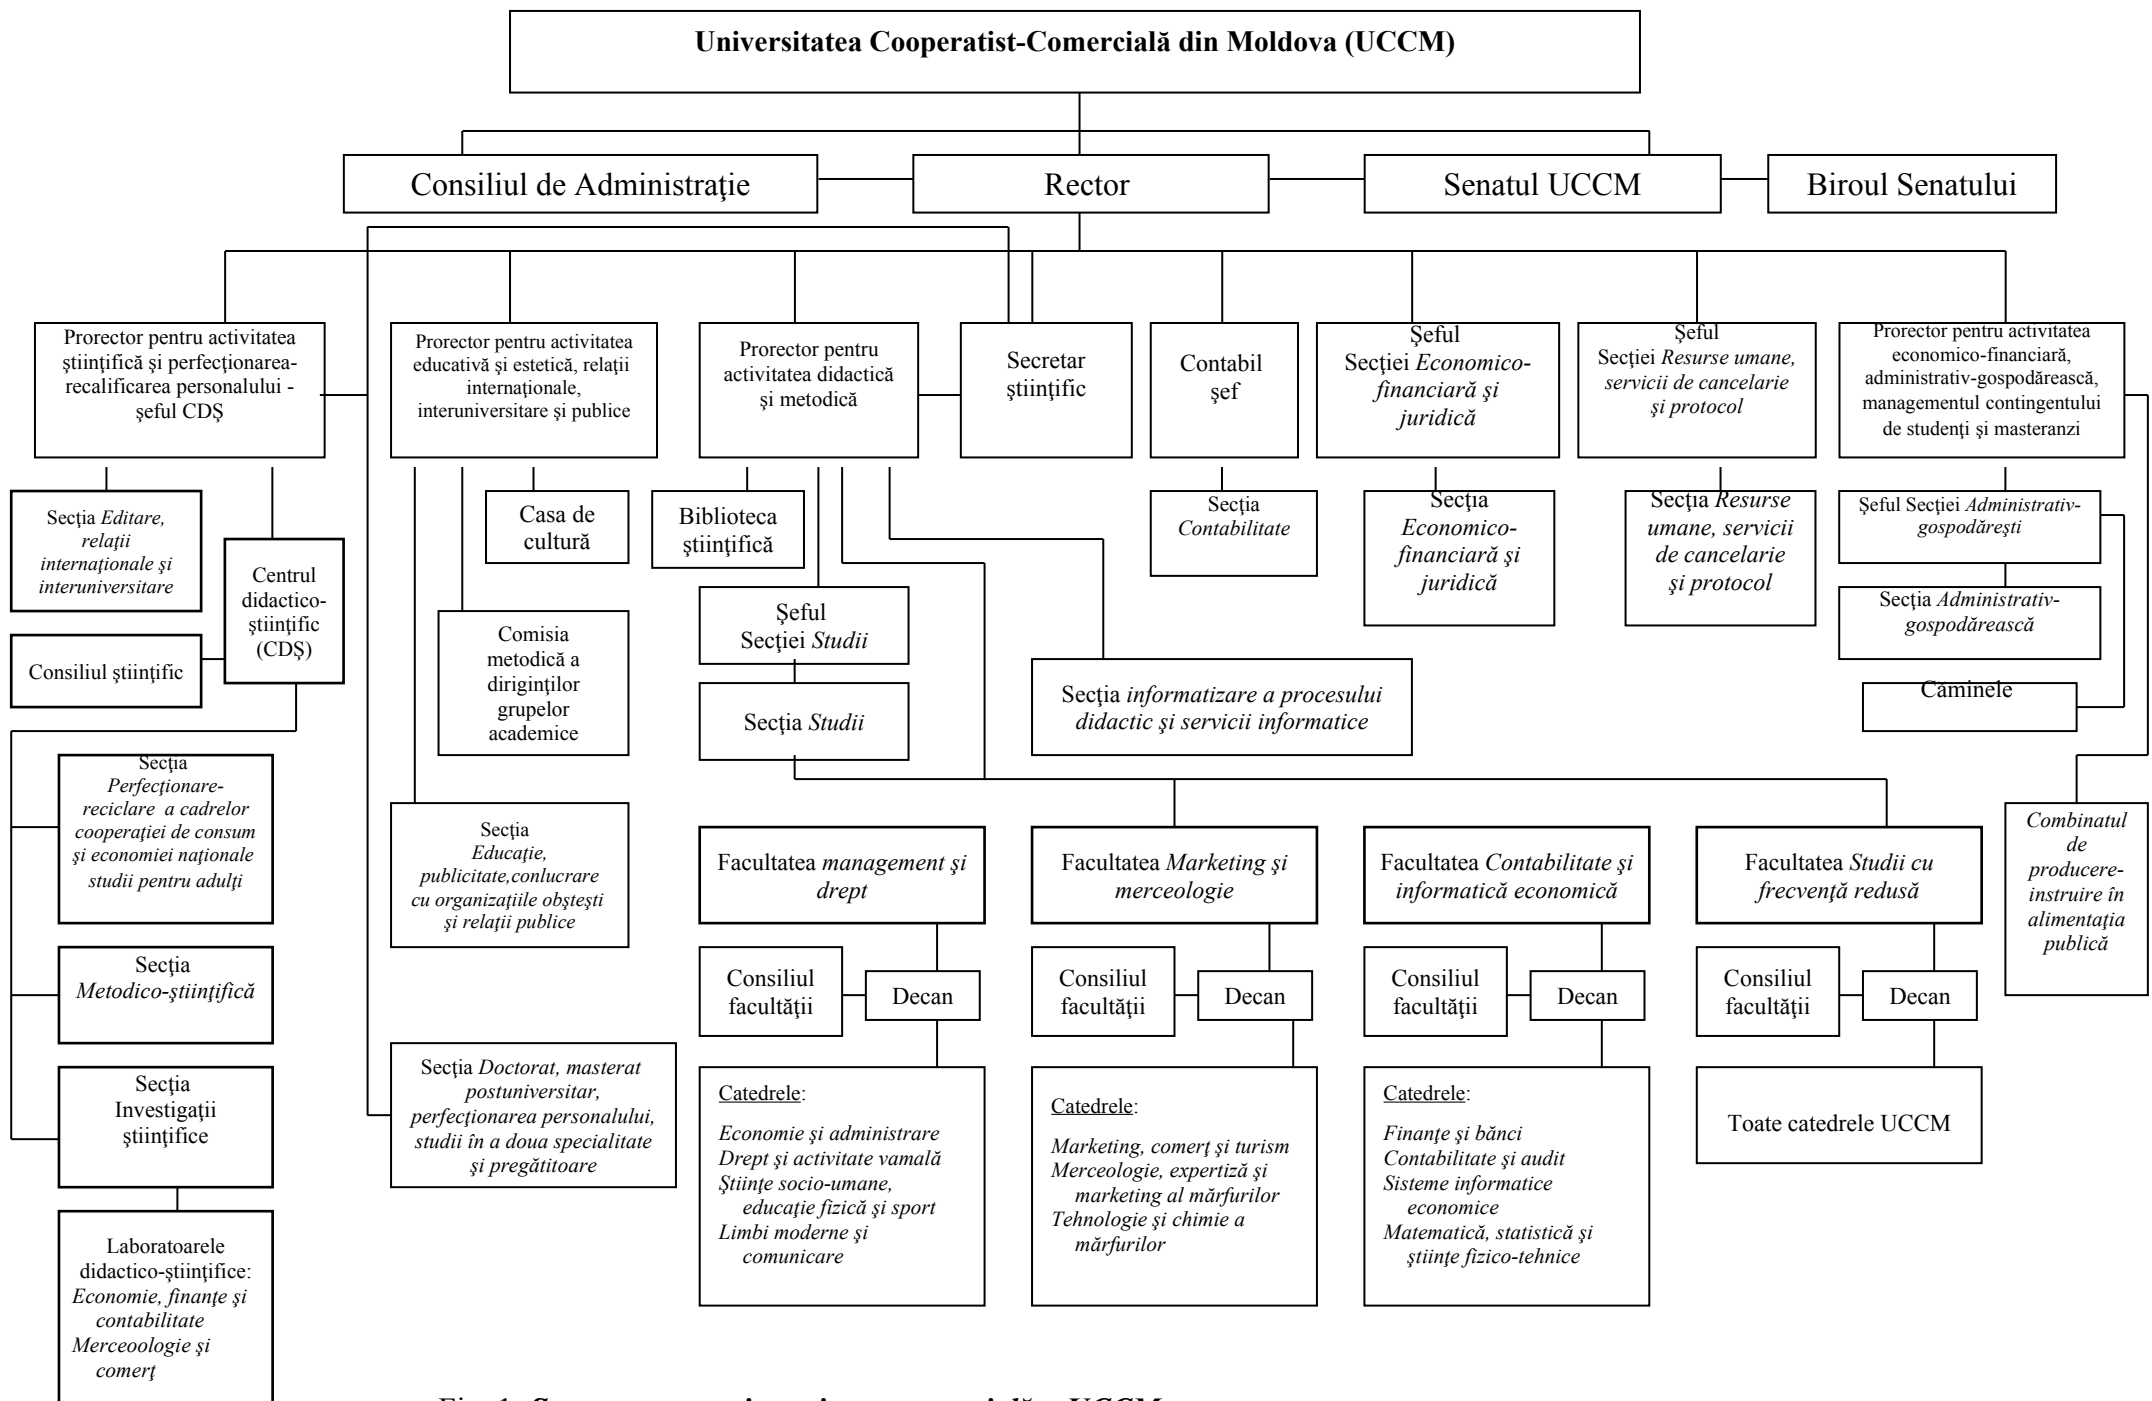 Universitatea Cooperatist-Comercială din Moldova (UCCM)
Consiliul de Administraţie
Rector
Senatul UCCM
Biroul Senatului
Prorector pentru activitatea
ştiinţifică şi perfecţionarea-
recalificarea personalului -
şeful CDŞ
Prorector pentru activitatea
educativă şi estetică, relaţii
internaţionale,
interuniversitare şi publice
Prorector pentru
activitatea didactică
şi metodică
Secretar
ştiinţific
Contabil
şef
Şeful
Secţiei Economico-
financiară şi
juridică
Şeful
Secţiei Resurse umane,
servicii de cancelarie
şi protocol
Prorector pentru activitatea
economico-financiară,
administrativ-gospodărească,
managementul contingentului
de studenţi şi masteranzi
Secţia Editare,
relaţii
internaţionale şi
interuniversitare
Centrul
didactico-
ştiinţific
(CDŞ)
Consiliul ştiinţific
Casa de
cultură
Biblioteca
ştiinţifică
Secţia
Contabilitate
Secţia
Economico-
financiară şi
juridică
Secţia Resurse
umane, servicii
de cancelarie
şi protocol
Şeful Secţiei Administrativ-
gospodăreşti
Secţia Administrativ-
gospodărească
Căminele
Comisia
metodică a
diriginţilor
grupelor
academice
Şeful
Secţiei Studii
Secţia Studii
Secţia informatizare a procesului
didactic şi servicii informatice
Secţia
Perfecţionare-
reciclare a cadrelor
cooperaţiei de consum
şi economiei naţionale
studii pentru adulţi
Secţia
Educaţie,
publicitate,conlucrare
cu organizaţiile obşteşti
şi relaţii publice
Facultatea management şi
drept
Facultatea Marketing şi
merceologie
Facultatea Contabilitate şi
informatică economică
Facultatea Studii cu
frecvenţă redusă
Combinatul
de
producere-
instruire în
alimentaţia
publică
Secţia
Metodico-ştiinţifică
Consiliul
facultăţii
Decan
Consiliul
facultăţii
Decan
Consiliul
facultăţii
Decan
Consiliul
facultăţii
Decan
Secţia
Investigaţii
ştiinţifice
Secţia Doctorat, masterat
postuniversitar,
perfecţionarea personalului,
studii în a doua specialitate
şi pregătitoare
Catedrele:
Economie şi administrare
Drept şi activitate vamală
Ştiinţe socio-umane,
educaţie fizică şi sport
Limbi moderne şi
comunicare
Catedrele:
Marketing, comerţ şi turism
Merceologie, expertiză şi
marketing al mărfurilor
Tehnologie şi chimie a
mărfurilor
Catedrele:
Finanţe şi bănci
Contabilitate şi audit
Sisteme informatice
economice
Matematică, statistică şi
ştiinţe fizico-tehnice
Toate catedrele UCCM
Laboratoarele
didactico-ştiinţifice:
Economie, finanţe şi
contabilitate
Merceoologie şi
comerţ